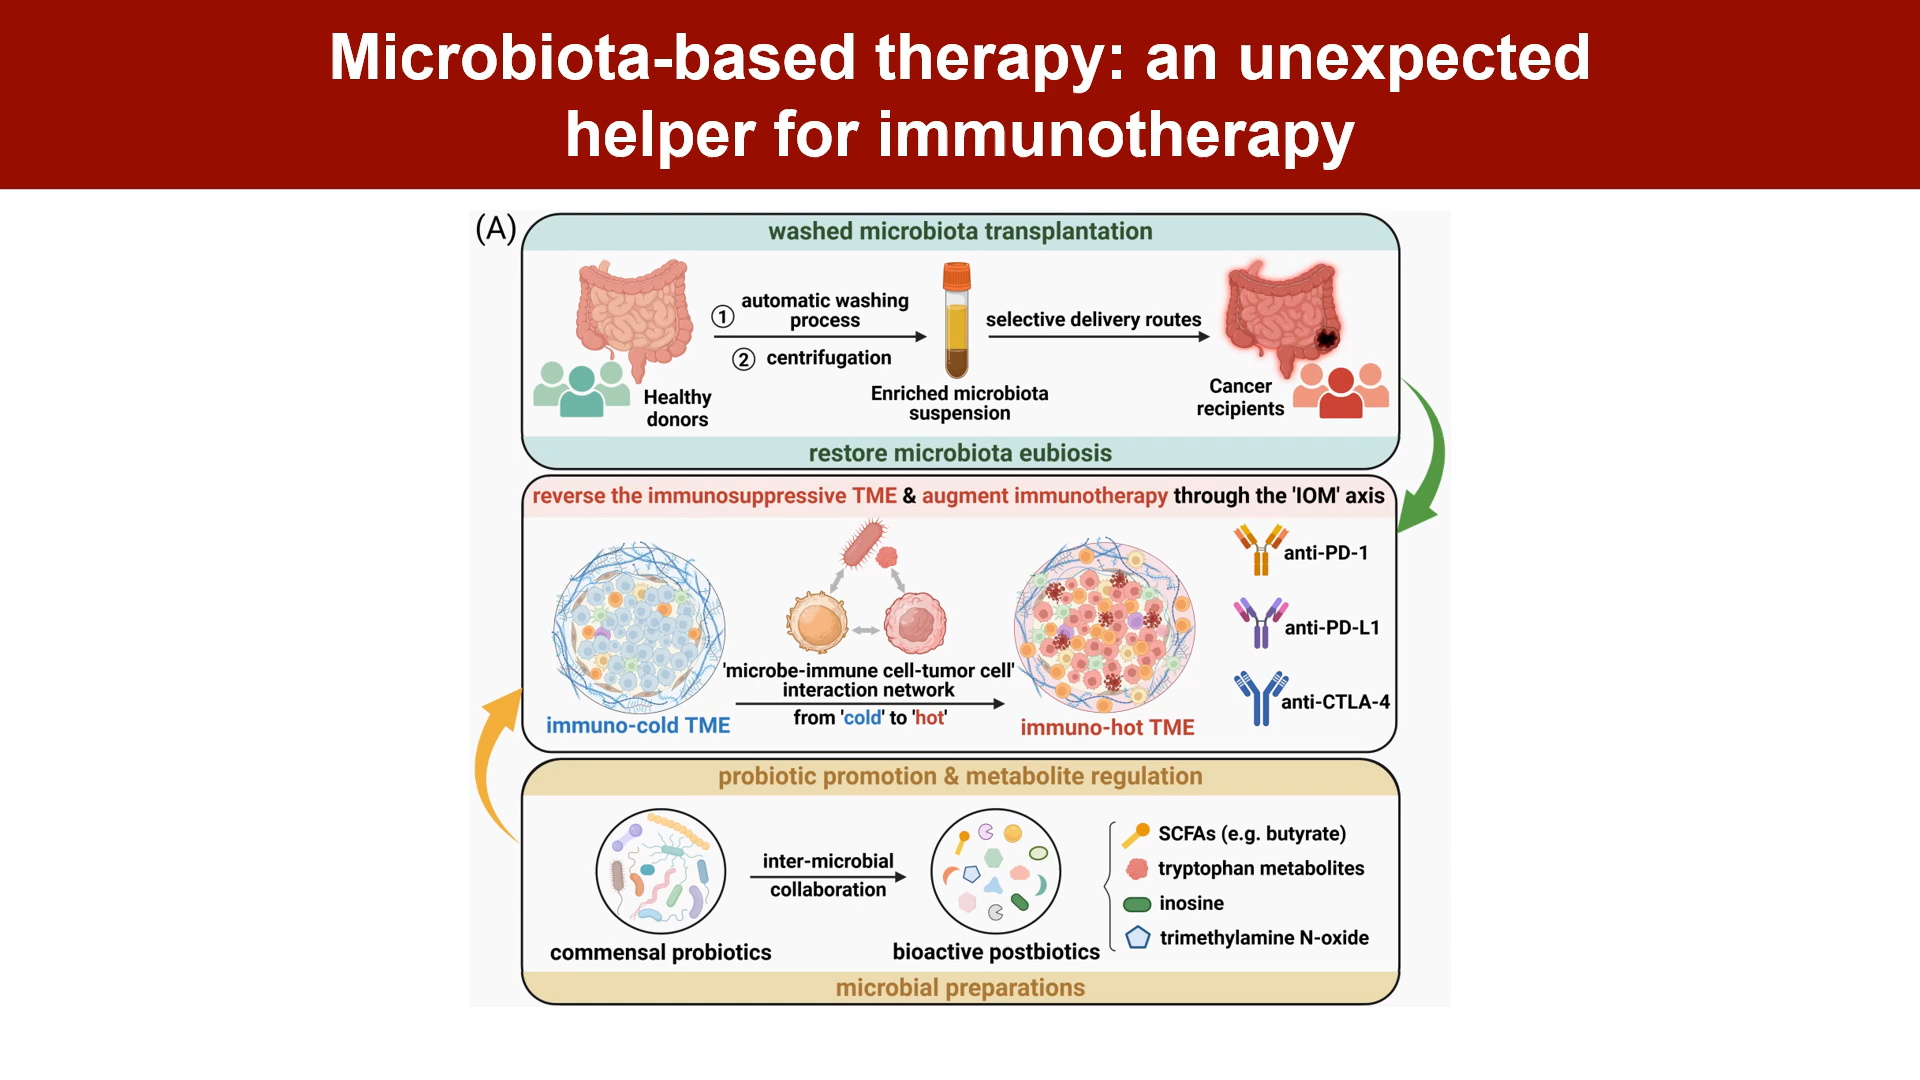 Microbiota-based therapy: an unexpected
helper for immunotherapy
(A)
washed microbiota transplantation
① automatic washing
process
② centrifugation
selective delivery routes
Healthy
donors
Enriched microbiota
suspension
Cancer
recipients
restore microbiota eubiosis
reverse the immunosuppressive TME & augment immunotherapy through the 'IOM' axis
anti-PD-1
anti-PD-L1
anti-CTLA-4
'microbe-immune cell-tumor cell'
interaction network
from 'cold' to 'hot'
immuno-cold TME
immuno-hot TME
probiotic promotion & metabolite regulation
inter-microbial
collaboration
commensal probiotics
bioactive postbiotics
SCFAs (e.g. butyrate)
tryptophan metabolites
inosine
trimethylamine N-oxide
microbial preparations